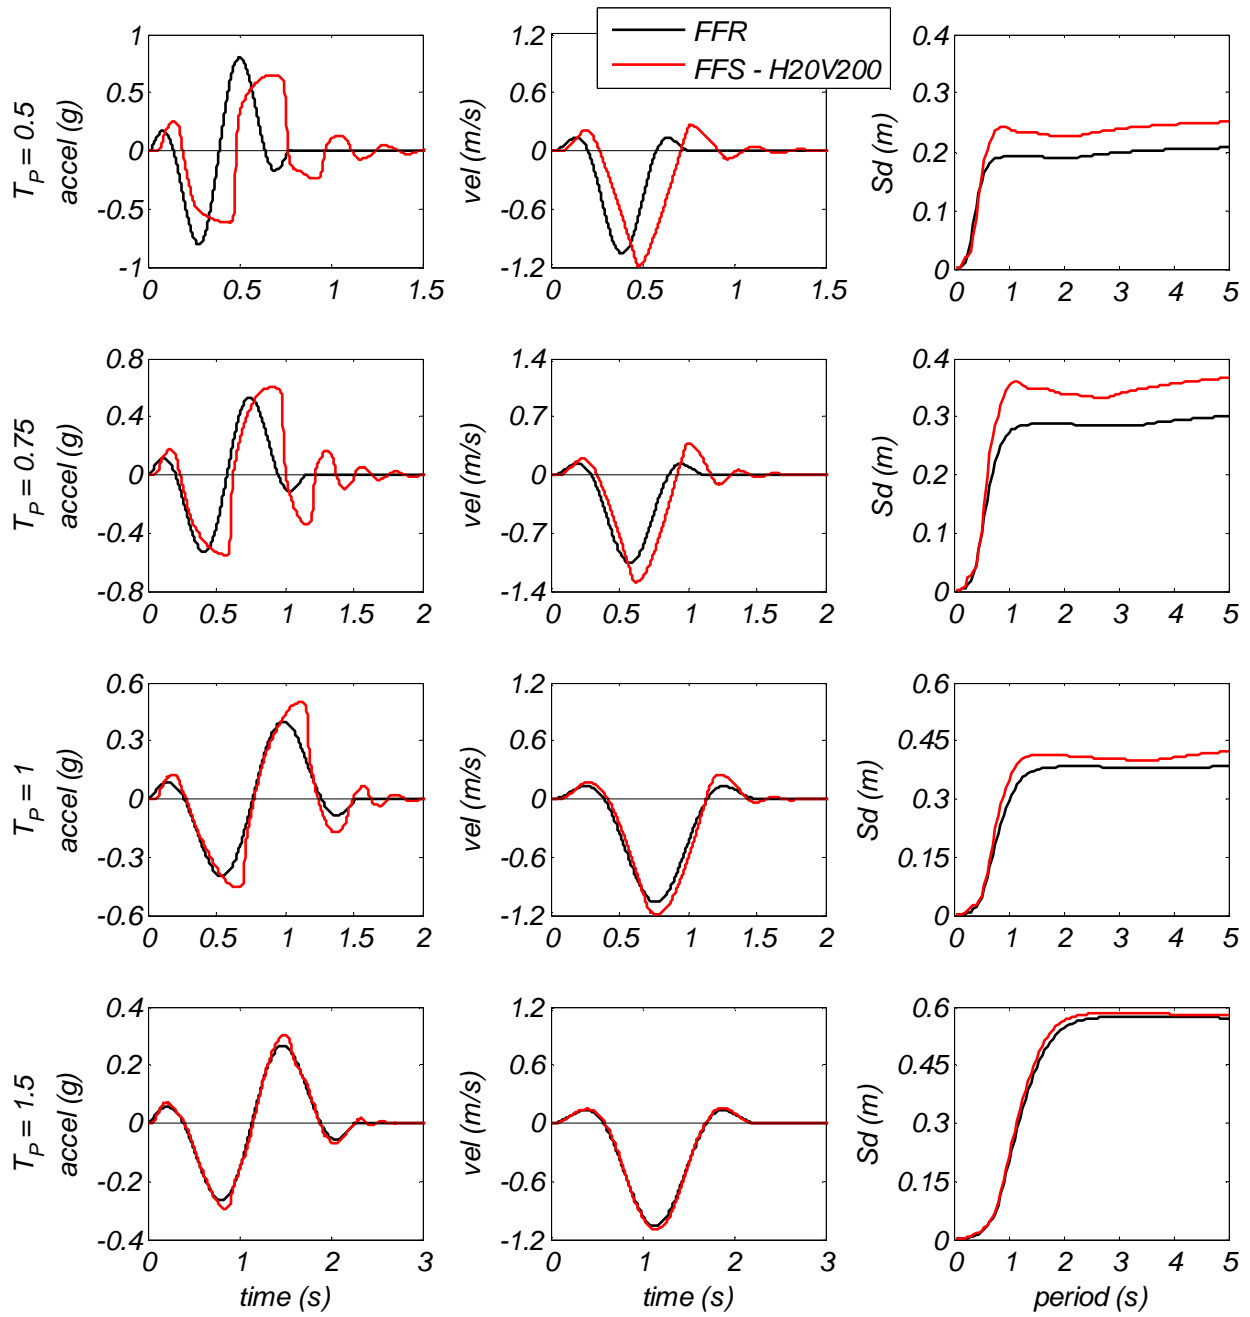 FFR
FFS - H20V200
T_P = 0.5
accel (g)
1
0.5
0
-0.5
-1
0 0.5 1 1.5
vel (m/s)
1.2
0.6
0
-0.6
-1.2
0 0.5 1 1.5
Sd (m)
0.4
0.3
0.2
0.1
0
0 1 2 3 4 5
T_P = 0.75
accel (g)
0.8
0.4
0
-0.4
-0.8
0 0.5 1 1.5 2
vel (m/s)
1.4
0.7
0
-0.7
-1.4
0 0.5 1 1.5 2
Sd (m)
0.4
0.3
0.2
0.1
0
0 1 2 3 4 5
T_P = 1
accel (g)
0.6
0.3
0
-0.3
-0.6
0 0.5 1 1.5 2
vel (m/s)
1.2
0.6
0
-0.6
-1.2
0 0.5 1 1.5 2
Sd (m)
0.6
0.45
0.3
0.15
0
0 1 2 3 4 5
T_P = 1.5
accel (g)
0.4
0.2
0
-0.2
-0.4
0 1 2 3
time (s)
vel (m/s)
1.2
0.6
0
-0.6
-1.2
0 1 2 3
time (s)
Sd (m)
0.6
0.45
0.3
0.15
0
0 1 2 3 4 5
period (s)